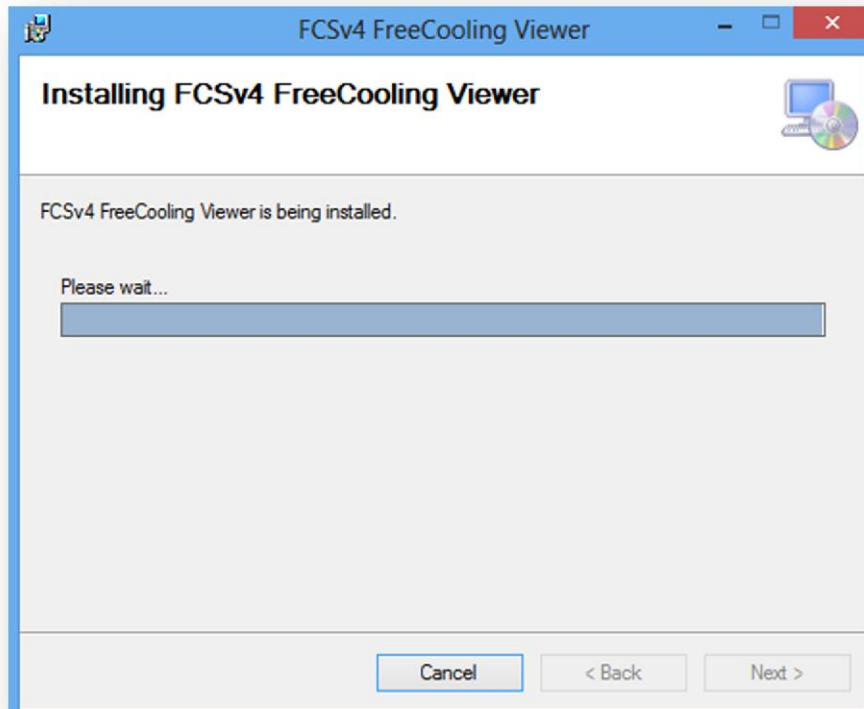 FCSv4 FreeCooling Viewer
Installing FCSv4 FreeCooling Viewer
FCSv4 FreeCooling Viewer is being installed.
Please wait...
Cancel
< Back
Next >